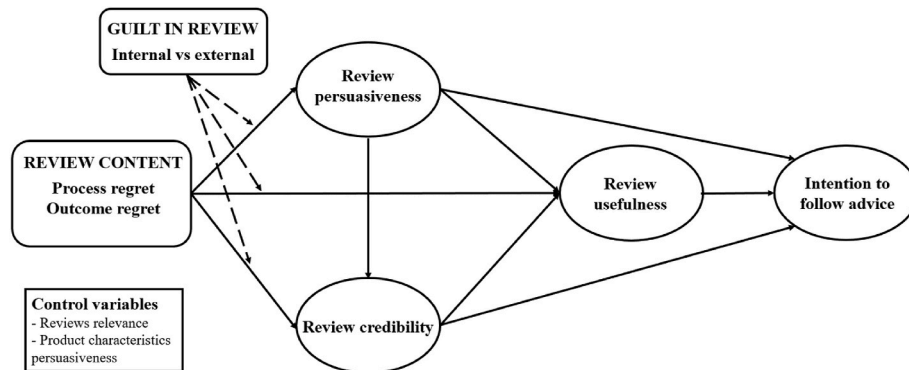 GUILT IN REVIEW
Internal vs external
Review
persuasiveness
REVIEW CONTENT
Process regret
Outcome regret
Review
usefulness
Intention to
follow advice
Review credibility
Control variables
- Reviews relevance
- Product characteristics
persuasiveness